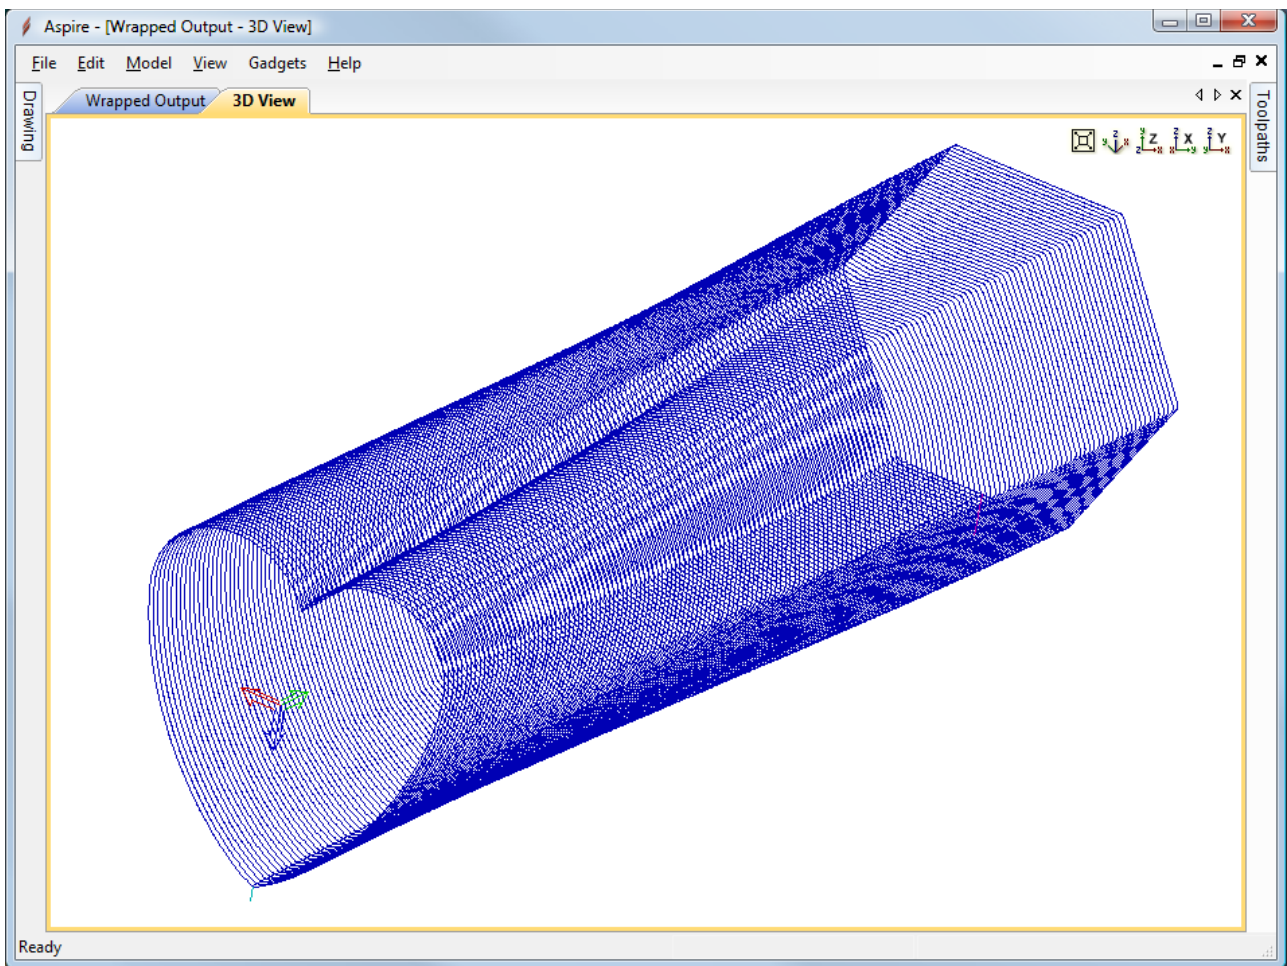 Aspire - [Wrapped Output - 3D View]
File Edit Model View Gadgets Help
Drawing
Wrapped Output 3D View
Toolpaths
Ready